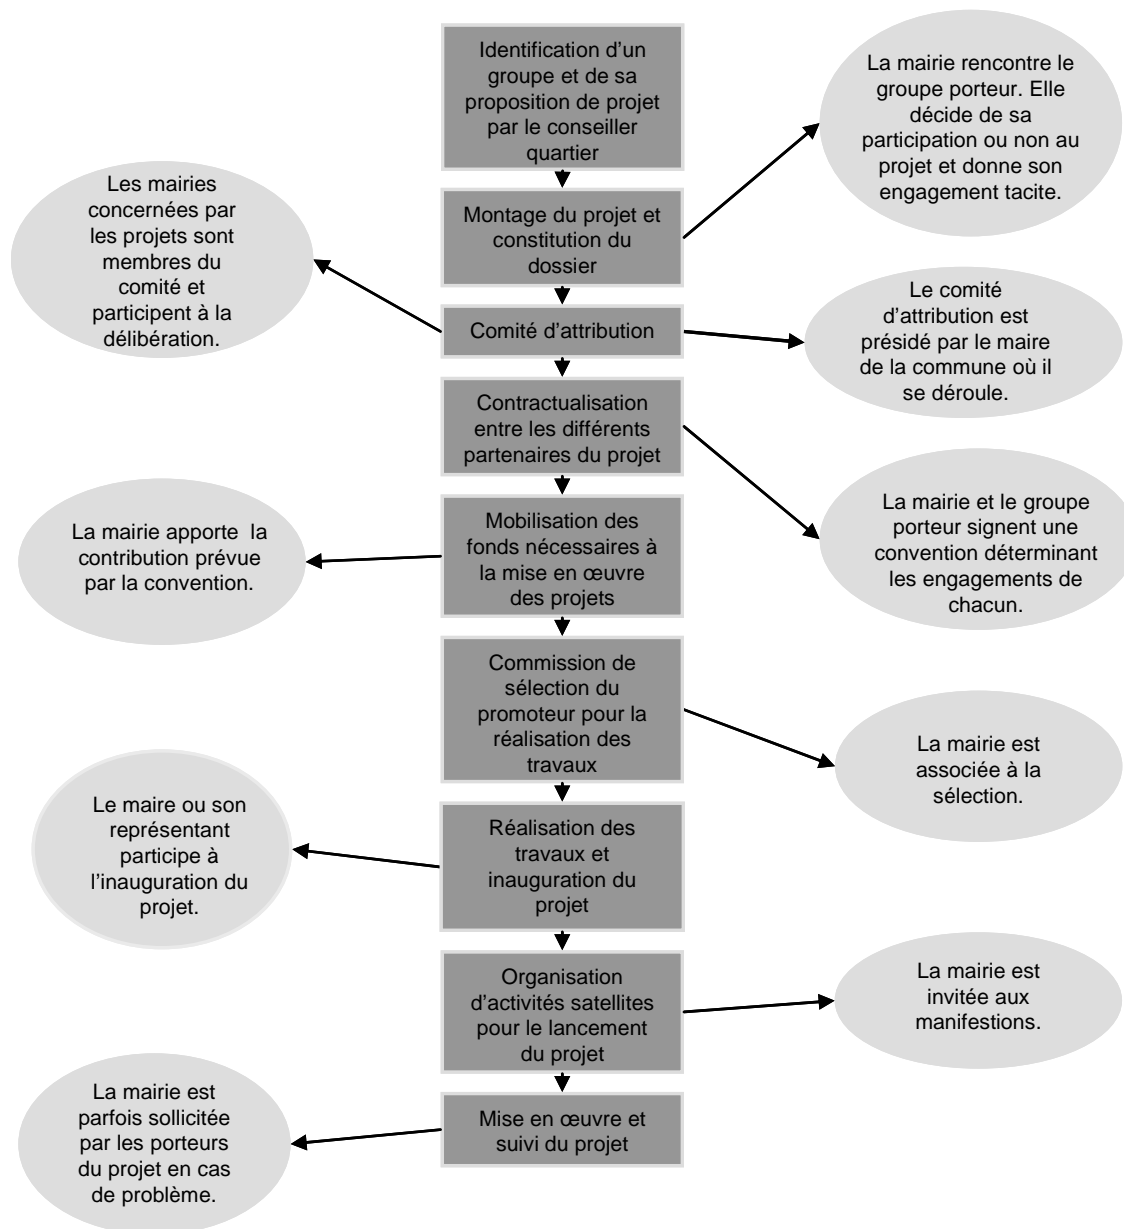 Identification d'un
groupe et de sa
proposition de projet
par le conseiller
quartier
La mairie rencontre le
groupe porteur. Elle
décide de sa
participation ou non au
projet et donne son
engagement tacite.
Les mairies
concernées par
les projets sont
membres du
comité et
participent à la
délibération.
Montage du projet et
constitution du
dossier
Comité d'attribution
Le comité
d'attribution est
présidé par le maire
de la commune où il
se déroule.
Contractualisation
entre les différents
partenaires du projet
La mairie et le groupe
porteur signent une
convention déterminant
les engagements de
chacun.
La mairie apporte la
contribution prévue
par la convention.
Mobilisation des
fonds nécessaires à
la mise en œuvre
des projets
Commission de
sélection du
promoteur pour la
réalisation des
travaux
La mairie est
associée à la
sélection.
Le maire ou son
représentant
participe à
l'inauguration du
projet.
Réalisation des
travaux et
inauguration du
projet
Organisation
d'activités satellites
pour le lancement
du projet
La mairie est
invitée aux
manifestions.
La mairie est
parfois sollicitée
par les porteurs
du projet en cas
de problème.
Mise en œuvre et
suivi du projet